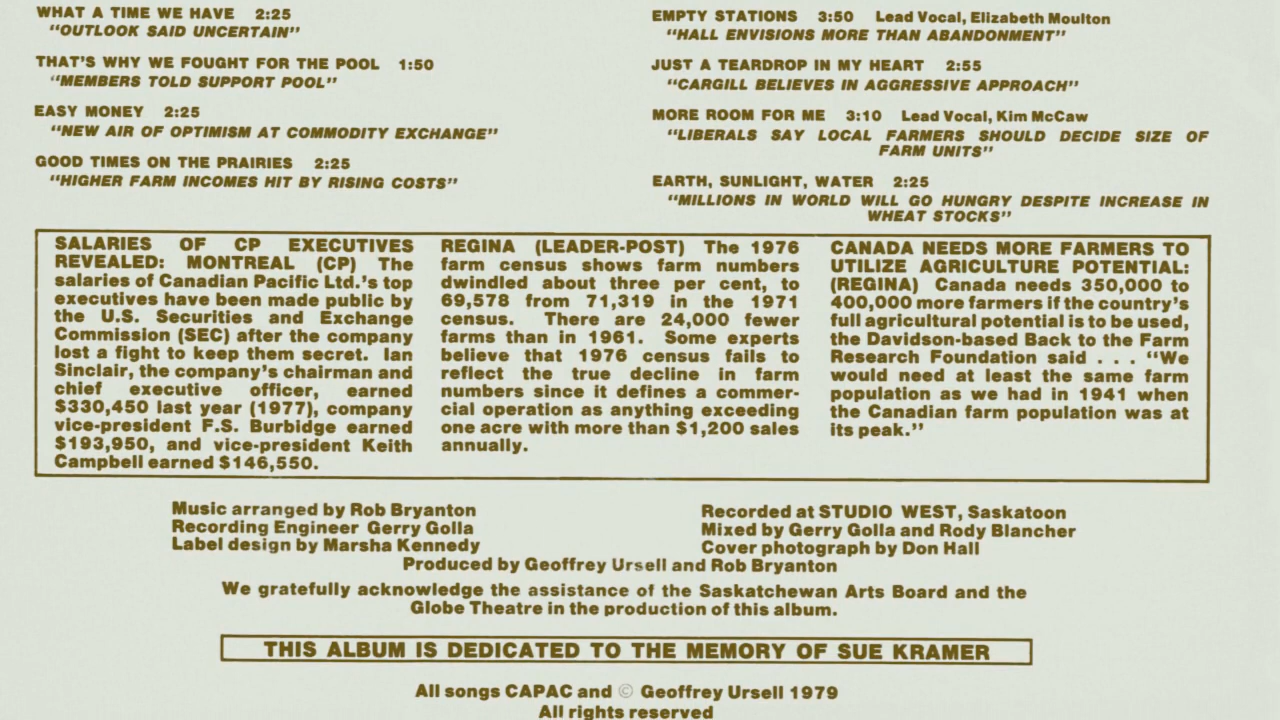 WHAT A TIME WE HAVE 2:25
"OUTLOOK SAID UNCERTAIN"
THAT'S WHY WE FOUGHT FOR THE POOL 1:50
"MEMBERS TOLD SUPPORT POOL"
EASY MONEY 2:25
"NEW AIR OF OPTIMISM AT COMMODITY EXCHANGE"
GOOD TIMES ON THE PRAIRIES 2:25
"HIGHER FARM INCOMES HIT BY RISING COSTS"
EMPTY STATIONS 3:50 Lead Vocal, Elizabeth Moulton
"HALL ENVISIONS MORE THAN ABANDONMENT"
JUST A TEARDROP IN MY HEART 2:55
"CARGILL BELIEVES IN AGGRESSIVE APPROACH"
MORE ROOM FOR ME 3:10 Lead Vocal, Kim McCaw
"LIBERALS SAY LOCAL FARMERS SHOULD DECIDE SIZE OF
FARM UNITS"
EARTH, SUNLIGHT, WATER 2:25
"MILLIONS IN WORLD WILL GO HUNGRY DESPITE INCREASE IN
WHEAT STOCKS"
SALARIES OF CP EXECUTIVES
REVEALED: MONTREAL (CP) The
salaries of Canadian Pacific Ltd.'s top
executives have been made public by
the U.S. Securities and Exchange
Commission (SEC) after the company
lost a fight to keep them secret. Ian
Sinclair, the company's chairman and
chief executive officer, earned
$330,450 last year (1977), company
vice-president F.S. Burbidge earned
$193,950, and vice-president Keith
Campbell earned $146,550.
REGINA (LEADER-POST) The 1976
farm census shows farm numbers
dwindled about three per cent, to
69,578 from 71,319 in the 1971
census. There are 24,000 fewer
farms than in 1961. Some experts
believe that 1976 census fails to
reflect the true decline in farm
numbers since it defines a commer-
cial operation as anything exceeding
one acre with more than $1,200 sales
annually.
CANADA NEEDS MORE FARMERS TO
UTILIZE AGRICULTURE POTENTIAL:
(REGINA) Canada needs 350,000 to
400,000 more farmers if the country's
full agricultural potential is to be used,
the Davidson-based Back to the Farm
Research Foundation said . . . "We
would need at least the same farm
population as we had in 1941 when
the Canadian farm population was at
its peak."
Music arranged by Rob Bryanton
Recording Engineer Gerry Golla
Label design by Marsha Kennedy
Recorded at STUDIO WEST, Saskatoon
Mixed by Gerry Golla and Rody Blancher
Cover photograph by Don Hall
Produced by Geoffrey Ursell and Rob Bryanton
We gratefully acknowledge the assistance of the Saskatchewan Arts Board and the
Globe Theatre in the production of this album.
THIS ALBUM IS DEDICATED TO THE MEMORY OF SUE KRAMER
All songs CAPAC and © Geoffrey Ursell 1979
All rights reserved